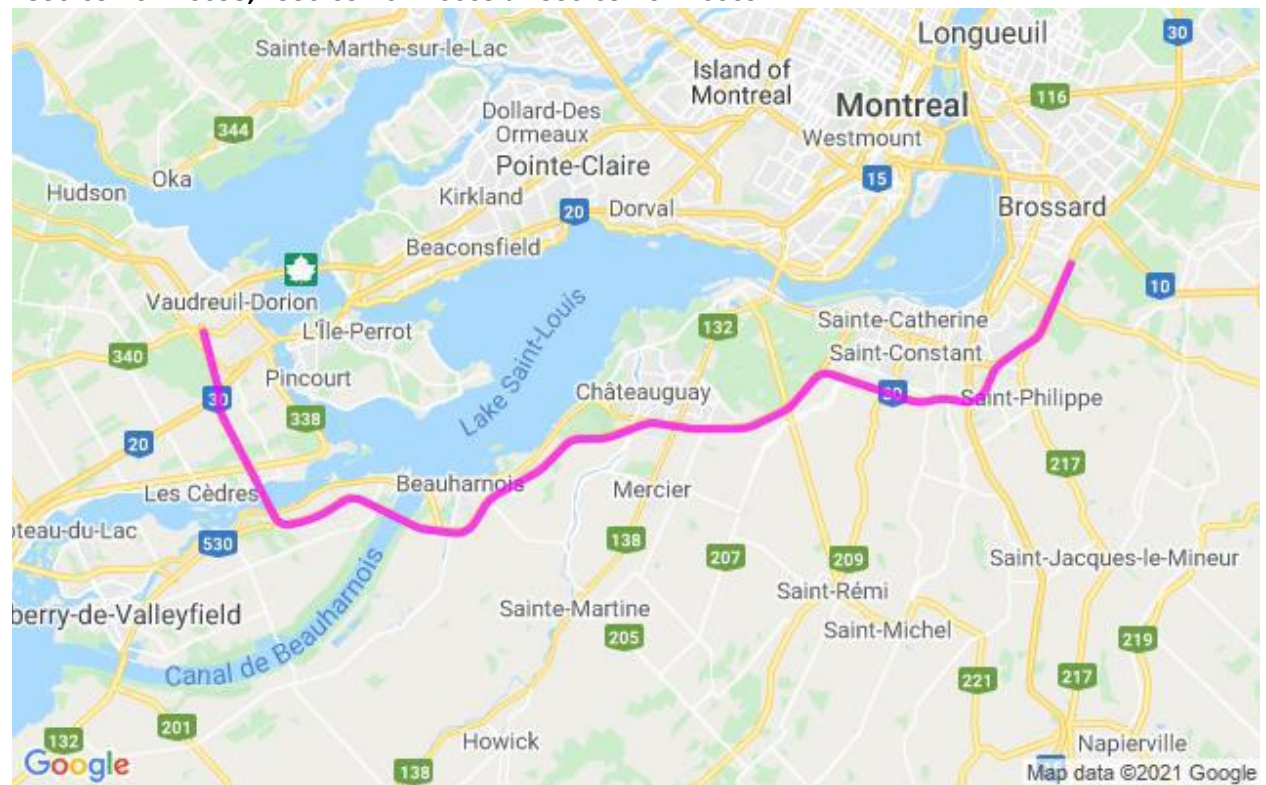 Longueuil
30
Sainte-Marthe-sur-le-Lac
Island of
Montreal
Montreal
116
Dollard-Des
Ormeaux
344
Westmount
Pointe-Claire
15
Oka
Hudson
Kirkland
20
Dorval
Brossard
Beaconsfield
10
Vaudreuil-Dorion
L'Île-Perrot
132
Sainte-Catherine
340
Saint-Constant
Pincourt
Lake Saint-Louis
Châteauguay
30
30
Saint-Philippe
338
20
217
Beauharnois
Les Cèdres
Mercier
oteau-du-Lac
530
138
207
209
Saint-Jacques-le-Mineur
Saint-Rémi
berry-de-Valleyfield
Sainte-Martine
205
Saint-Michel
219
Canal de Beauharnois
221
217
201
132
Howick
Napierville
Google
138
Map data ©2021 Google